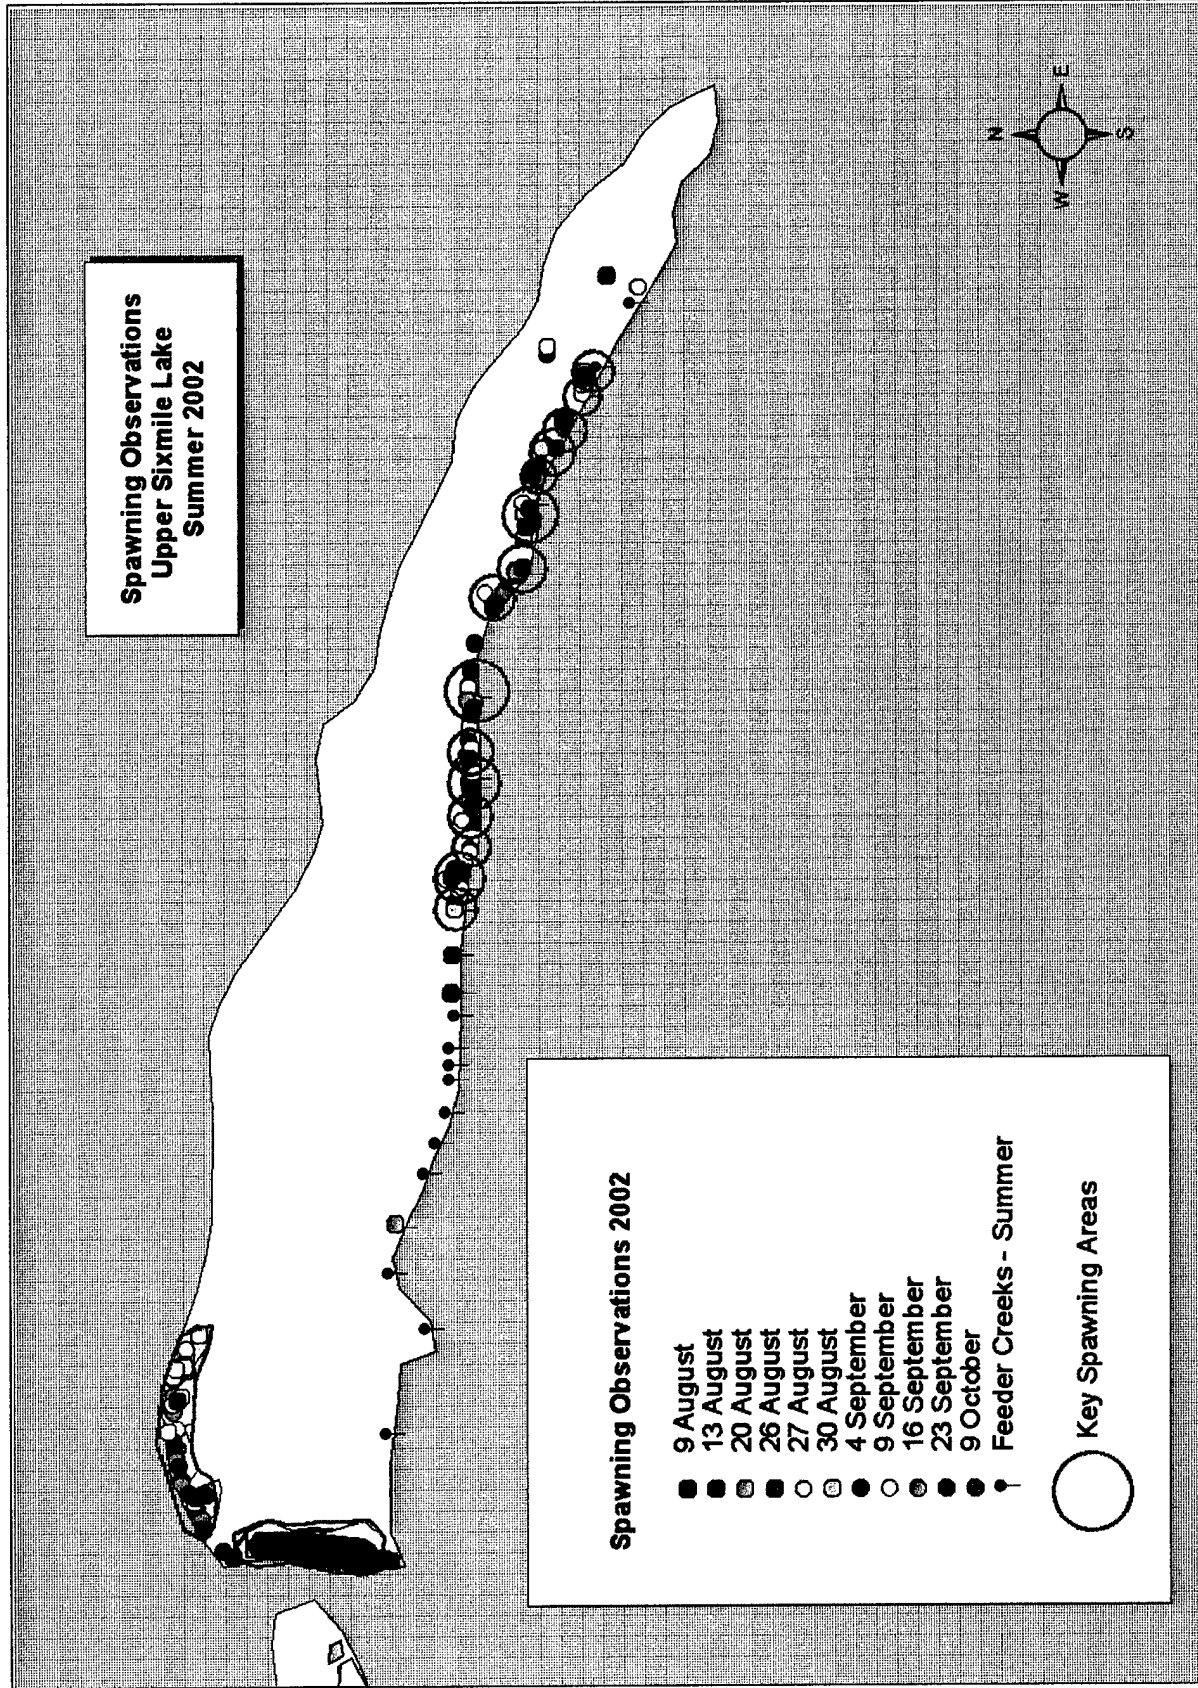 Spawning Observations
Upper Sixmile Lake
Summer 2002
Spawning Observations 2002
9 August
13 August
20 August
26 August
27 August
30 August
4 September
9 September
16 September
23 September
9 October
Feeder Creeks - Summer
Key Spawning Areas
N
W
E
S